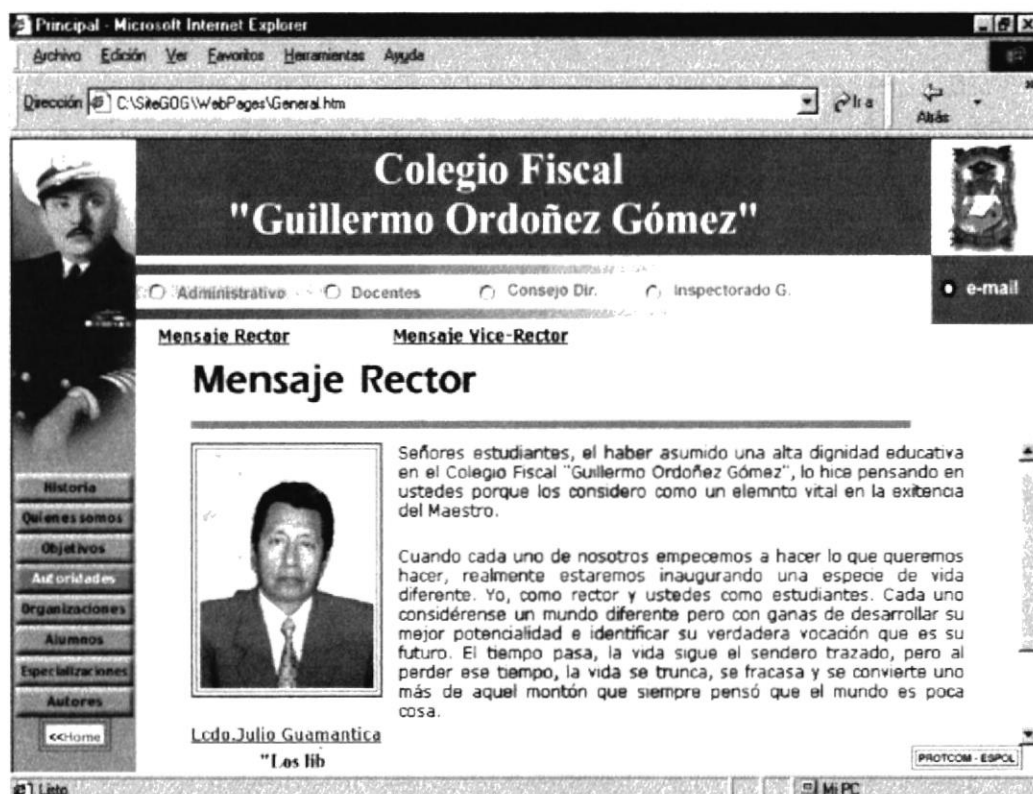 Principal - Microsoft Internet Explorer
Archivo Edición Ver Favoritos Herramientas Ayuda
Dirección C:\SiteGOG\WebPages\General.htm Ir a Atrás
Colegio Fiscal
"Guillermo Ordoñez Gómez"
Administrativo Docentes Consejo Dir. Inspectorado G. e-mail
Mensaje Rector Mensaje Vice-Rector
Mensaje Rector
Señores estudiantes, el haber asumido una alta dignidad educativa
en el Colegio Fiscal "Guillermo Ordoñez Gómez", lo hice pensando en
ustedes porque los considero como un elemnto vital en la exitencia
del Maestro.
Cuando cada uno de nosotros empecemos a hacer lo que queremos
hacer, realmente estaremos inaugurando una especie de vida
diferente. Yo, como rector y ustedes como estudiantes. Cada uno
considérense un mundo diferente pero con ganas de desarrollar su
mejor potencialidad e identificar su verdadera vocación que es su
futuro. El tiempo pasa, la vida sigue el sendero trazado, pero al
perder ese tiempo, la vida se trunca, se fracasa y se convierte uno
más de aquel montón que siempre pensó que el mundo es poca
cosa.
Historia
Quienes somos
Objetivos
Autoridades
Organizaciones
Alumnos
Especializaciones
Autores
<<Home
Lcdo.Julio Guamantica
"Los lib
PROTCOM - ESPOL
Listo Mi PC